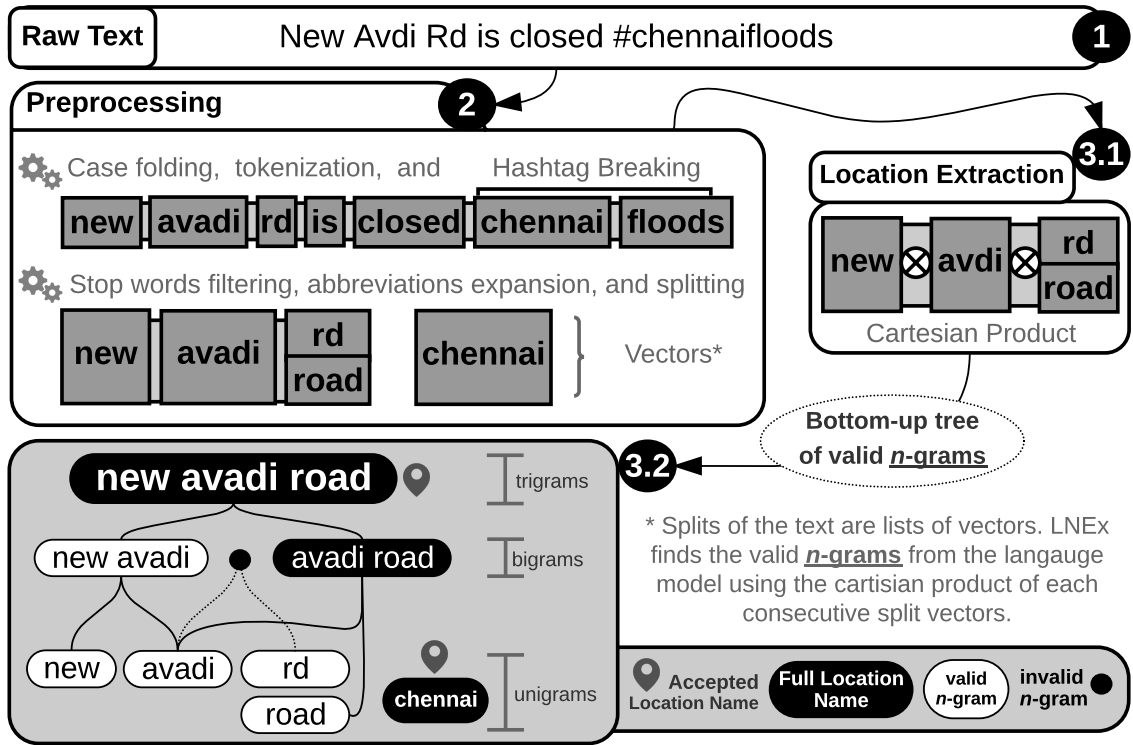 Raw Text
New Avdi Rd is closed #chennaifloods
1
Preprocessing
2
Case folding, tokenization, and
Hashtag Breaking
new avadi rd is closed chennai floods
Stop words filtering, abbreviations expansion, and splitting
new avadi rd road chennai
Vectors*
3.1
Location Extraction
new avdi rd road
Cartesian Product
Bottom-up tree
of valid n-grams
3.2
new avadi road
trigrams
new avadi avadi road
bigrams
new avadi rd
road
chennai
unigrams
* Splits of the text are lists of vectors. LNEx
finds the valid n-grams from the langauge
model using the cartisian product of each
consecutive split vectors.
Accepted
Location Name
Full Location
Name
valid
n-gram
invalid
n-gram